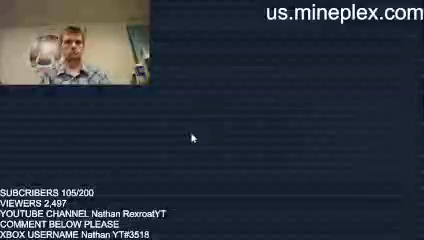 us.mineplex.com
SUBCRIBERS 105/200
VIEWERS 2,497
YOUTUBE CHANNEL Nathan RexroatYT
COMMENT BELOW PLEASE
XBOX USERNAME Nathan YT#3518